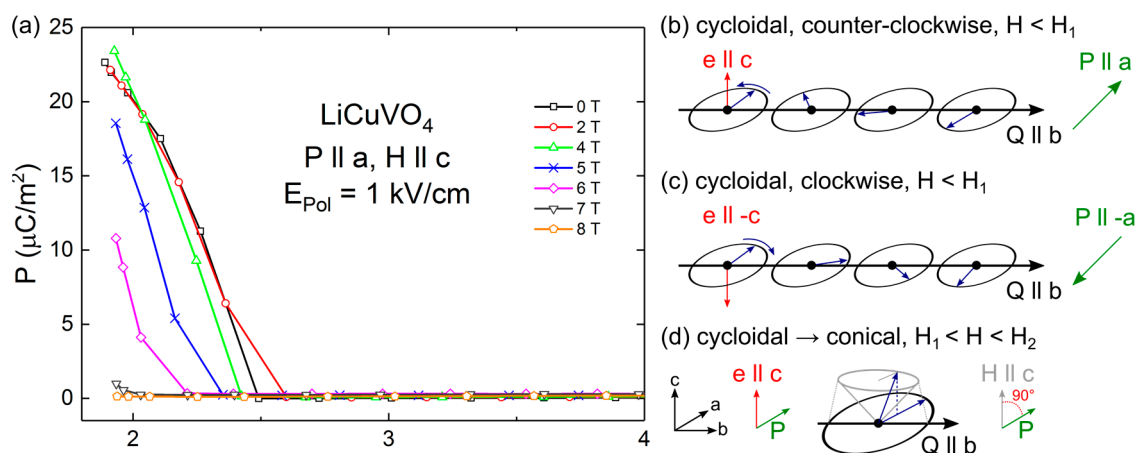 (a)
25
20
15
10
5
0
P (μC/m²)
2
3
4
LiCuVO₄
P ll a, H ll c
E_Pol = 1 kV/cm
0 T
2 T
4 T
5 T
6 T
7 T
8 T
(b) cycloidal, counter-clockwise, H < H₁
e ll c
P ll a
Q ll b
(c) cycloidal, clockwise, H < H₁
e ll -c
P ll -a
Q ll b
(d) cycloidal → conical, H₁ < H < H₂
c
a
b
e ll c
P
Q ll b
H ll c
90°
P